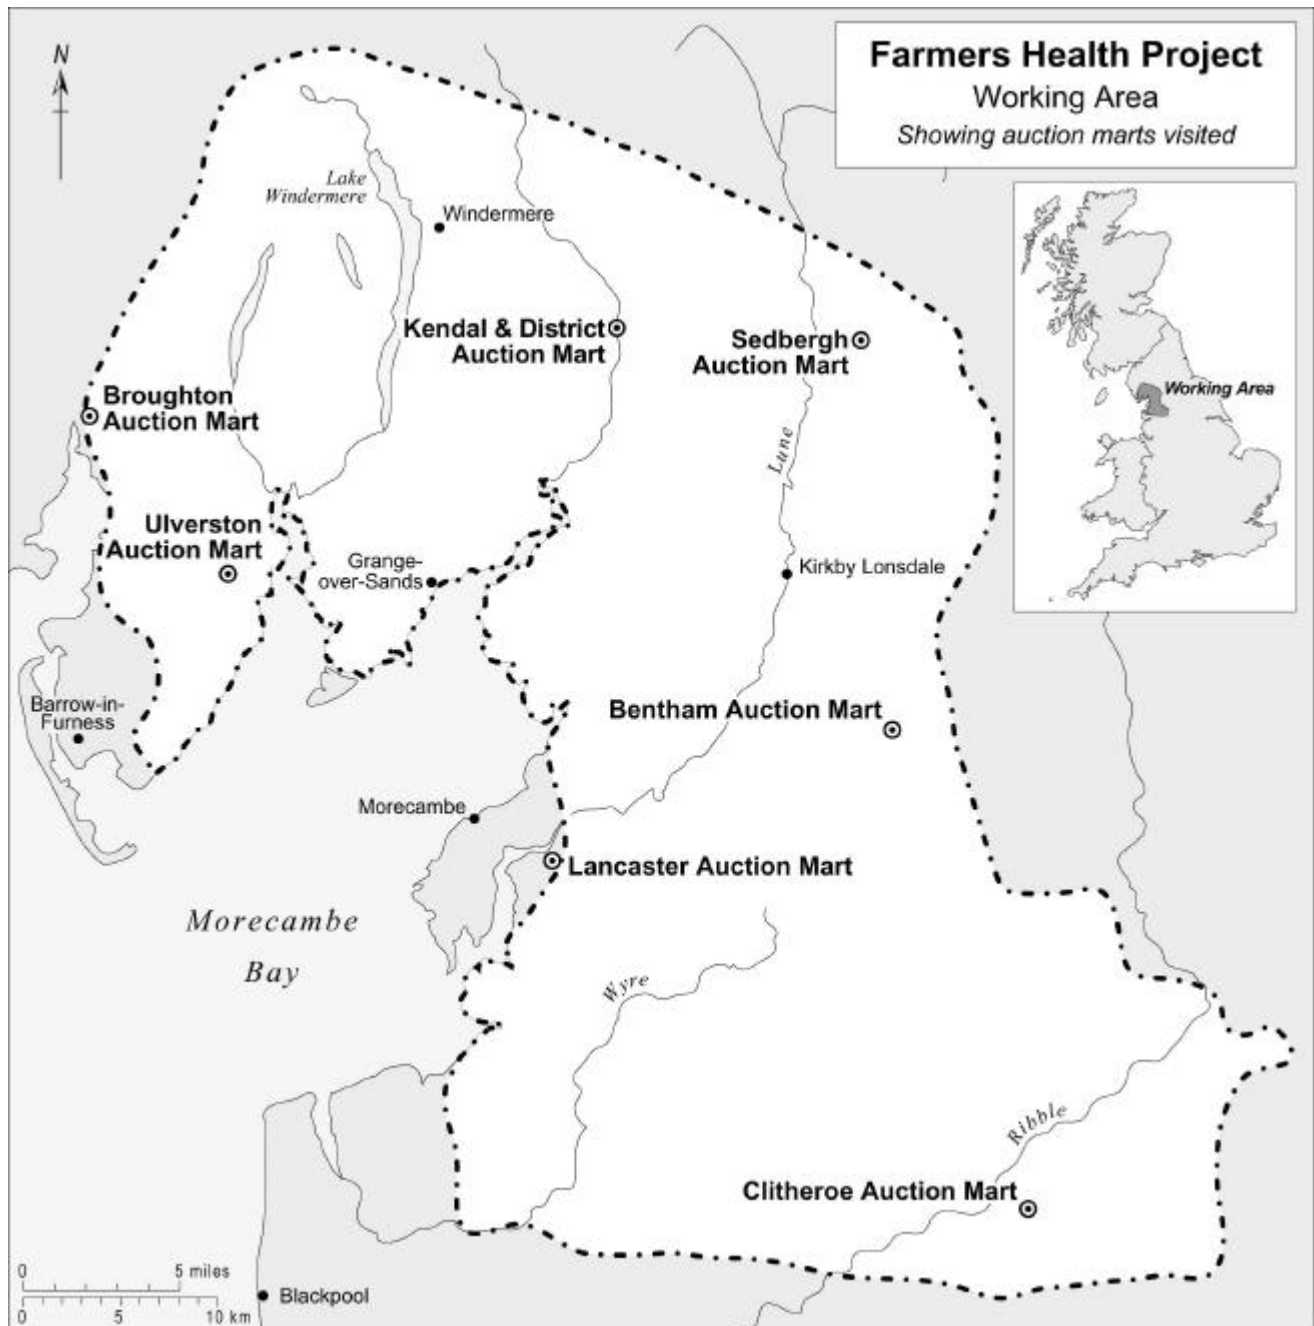 N
Farmers Health Project
Working Area
Showing auction marts visited
Lake
Windermere
Windermere
Kendal & District
Auction Mart
Sedbergh
Auction Mart
Working Area
Broughton
Auction Mart
Lune
Ulverston
Auction Mart
Grange-
over-Sands
Kirkby Lonsdale
Barrow-in-
Furness
Bentham Auction Mart
Morecambe
Lancaster Auction Mart
Morecambe
Bay
Wyre
Ribble
Clitheroe Auction Mart
0 5 miles
0 5 10 km
Blackpool